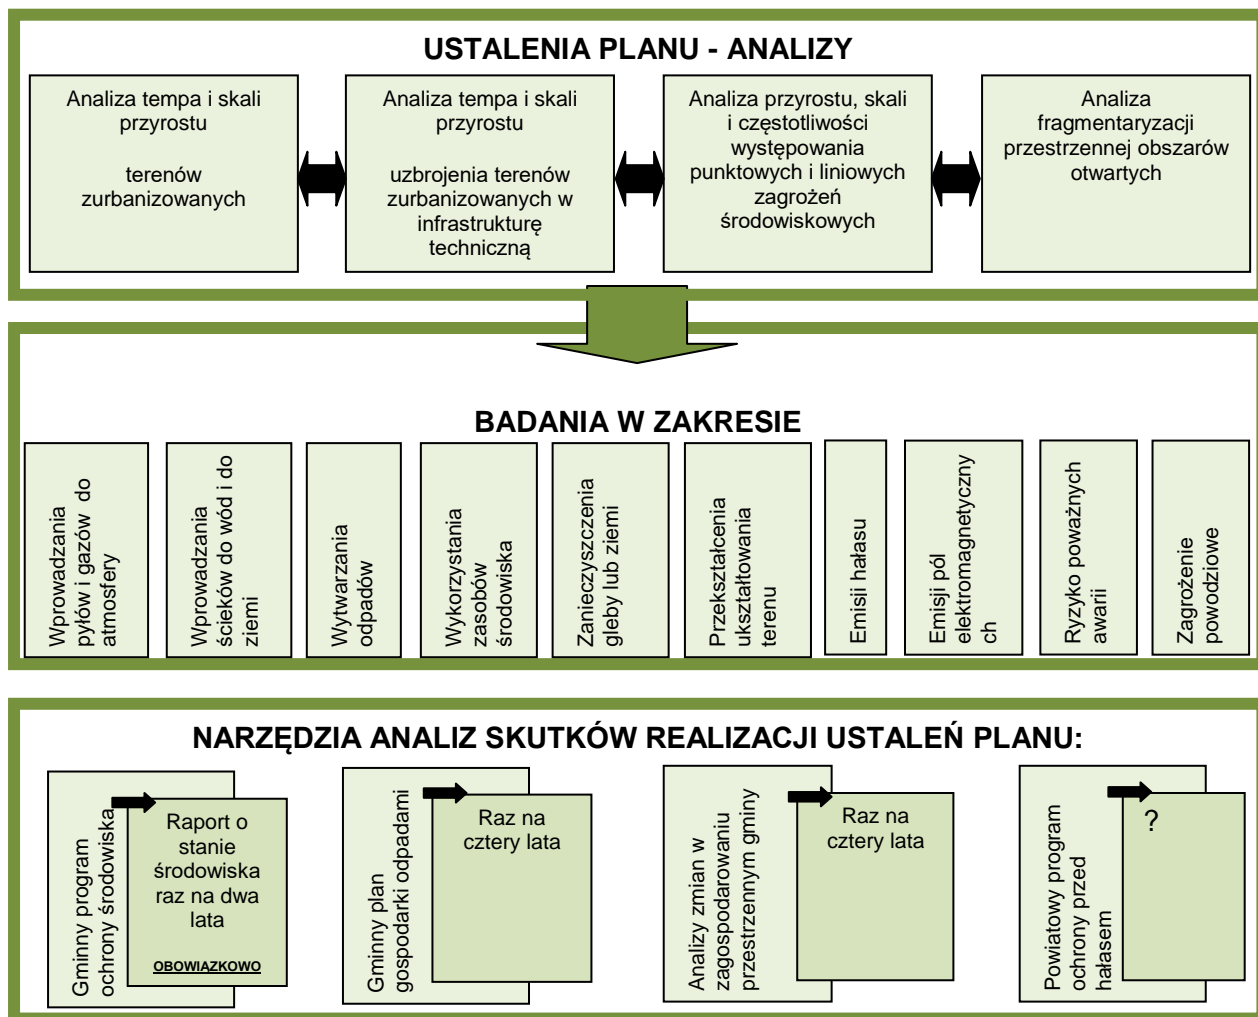 USTALENIA PLANU - ANALIZY
Analiza tempa i skali
przyrostu
terenów
zurbanizowanych
Analiza tempa i skali
przyrostu
uzbrojenia terenów
zurbanizowanych w
infrastrukturę
techniczną
Analiza przyrostu, skali
i częstotliwości
występowania
punktowych i liniowych
zagrożeń
środowiskowych
Analiza
fragmentaryzacji
przestrzennej obszarów
otwartych
BADANIA W ZAKRESIE
Wprowadzania
pyłów i gazów do
atmosfery
Wprowadzania
ścieków do wód i do
ziemi
Wytwarzania
odpadów
Wykorzystania
zasobów
środowiska
Zanieczyszczenia
gleby lub ziemi
Przekształcenia
ukształtowania
terenu
Emisji hałasu
Emisji pól
elektromagnetyczny
ch
Ryzyko poważnych
awarii
Zagrożenie
powodziowe
NARZĘDZIA ANALIZ SKUTKÓW REALIZACJI USTALEŃ PLANU:
Gminny program
ochrony środowiska
Raport o
stanie
środowiska
raz na dwa
lata
OBOWIĄZKOWO
Gminny plan
gospodarki odpadami
Raz na
cztery lata
Analizy zmian w
zagospodarowaniu
przestrzennym gminy
Raz na
cztery lata
Powiatowy program
ochrony przed
hałasem
?